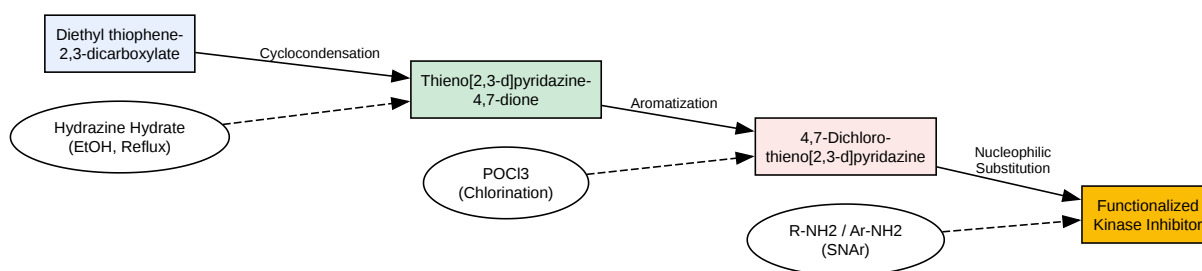 Diethyl thiophene-
2,3-dicarboxylate
Cyclocondensation
Hydrazine Hydrate
(EtOH, Reflux)
Thieno[2,3-d]pyridazine-
4,7-dione
Aromatization
POCl3
(Chlorination)
4,7-Dichloro-
thieno[2,3-d]pyridazine
Nucleophilic
Substitution
R-NH2 / Ar-NH2
(SNAr)
Functionalized
Kinase Inhibitor